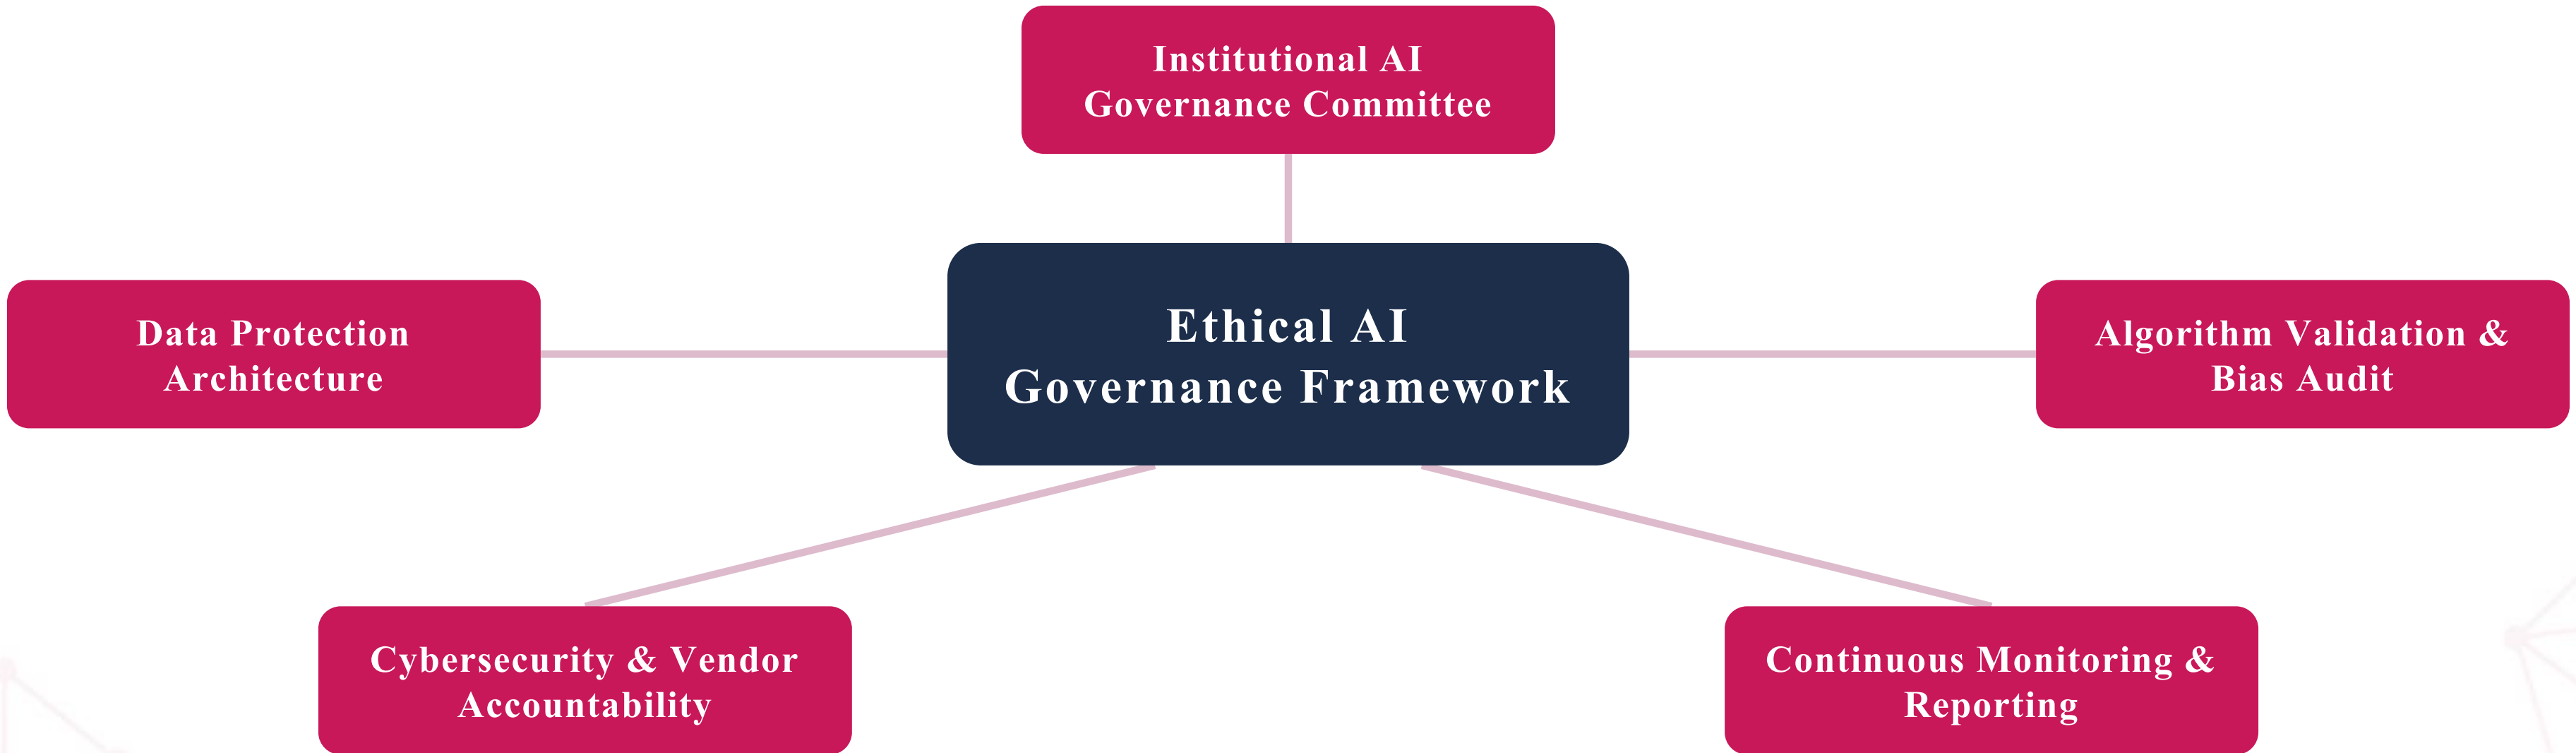 Institutional AI
Governance Committee
Ethical AI
Governance Framework
Data Protection
Architecture
Algorithm Validation &
Bias Audit
Cybersecurity & Vendor
Accountability
Continuous Monitoring &
Reporting